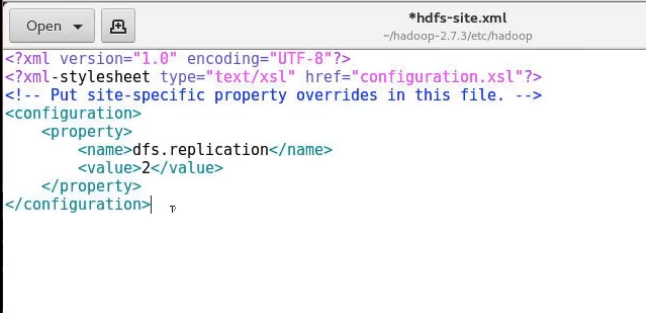 Open
*hdfs-site.xml
~/hadoop-2.7.3/etc/hadoop
<?xml version="1.0" encoding="UTF-8"?>
<?xml-stylesheet type="text/xsl" href="configuration.xsl"?>
<!-- Put site-specific property overrides in this file. -->
<configuration>
    <property>
        <name>dfs.replication</name>
        <value>2</value>
    </property>
</configuration>